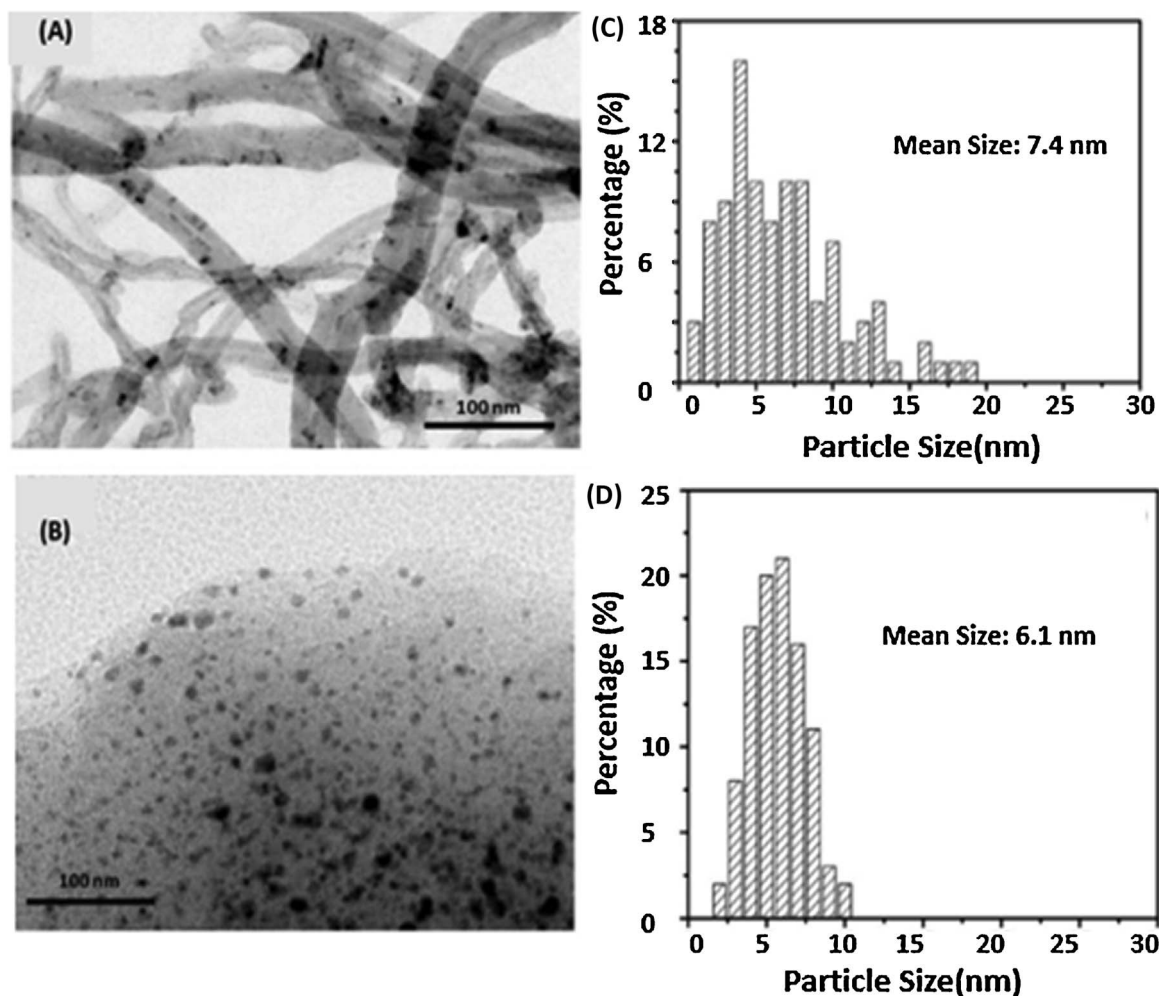 (A)
100 nm
(C)
Percentage (%)
18
12
6
0
Mean Size: 7.4 nm
0 5 10 15 20 25 30
Particle Size(nm)
(B)
100 nm
(D)
Percentage (%)
25
20
15
10
5
0
Mean Size: 6.1 nm
0 5 10 15 20 25 30
Particle Size(nm)